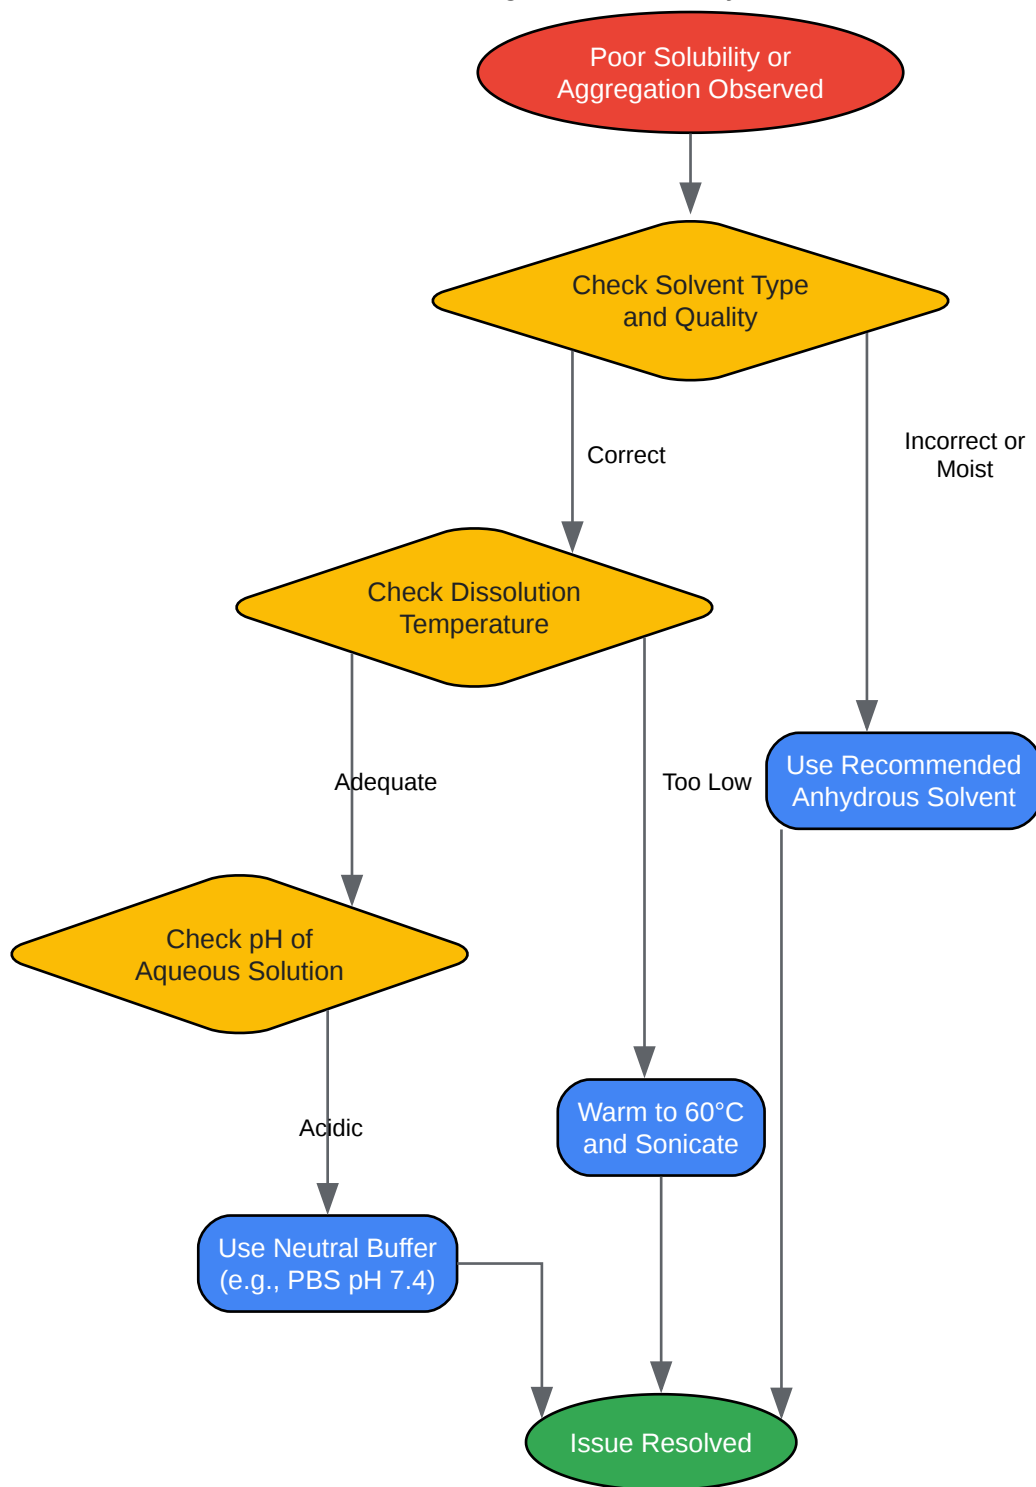 Poor Solubility or
Aggregation Observed
Check Solvent Type
and Quality
Correct
Incorrect or
Moist
Check Dissolution
Temperature
Adequate
Too Low
Use Recommended
Anhydrous Solvent
Check pH of
Aqueous Solution
Acidic
Warm to 60°C
and Sonicate
Use Neutral Buffer
(e.g., PBS pH 7.4)
Issue Resolved